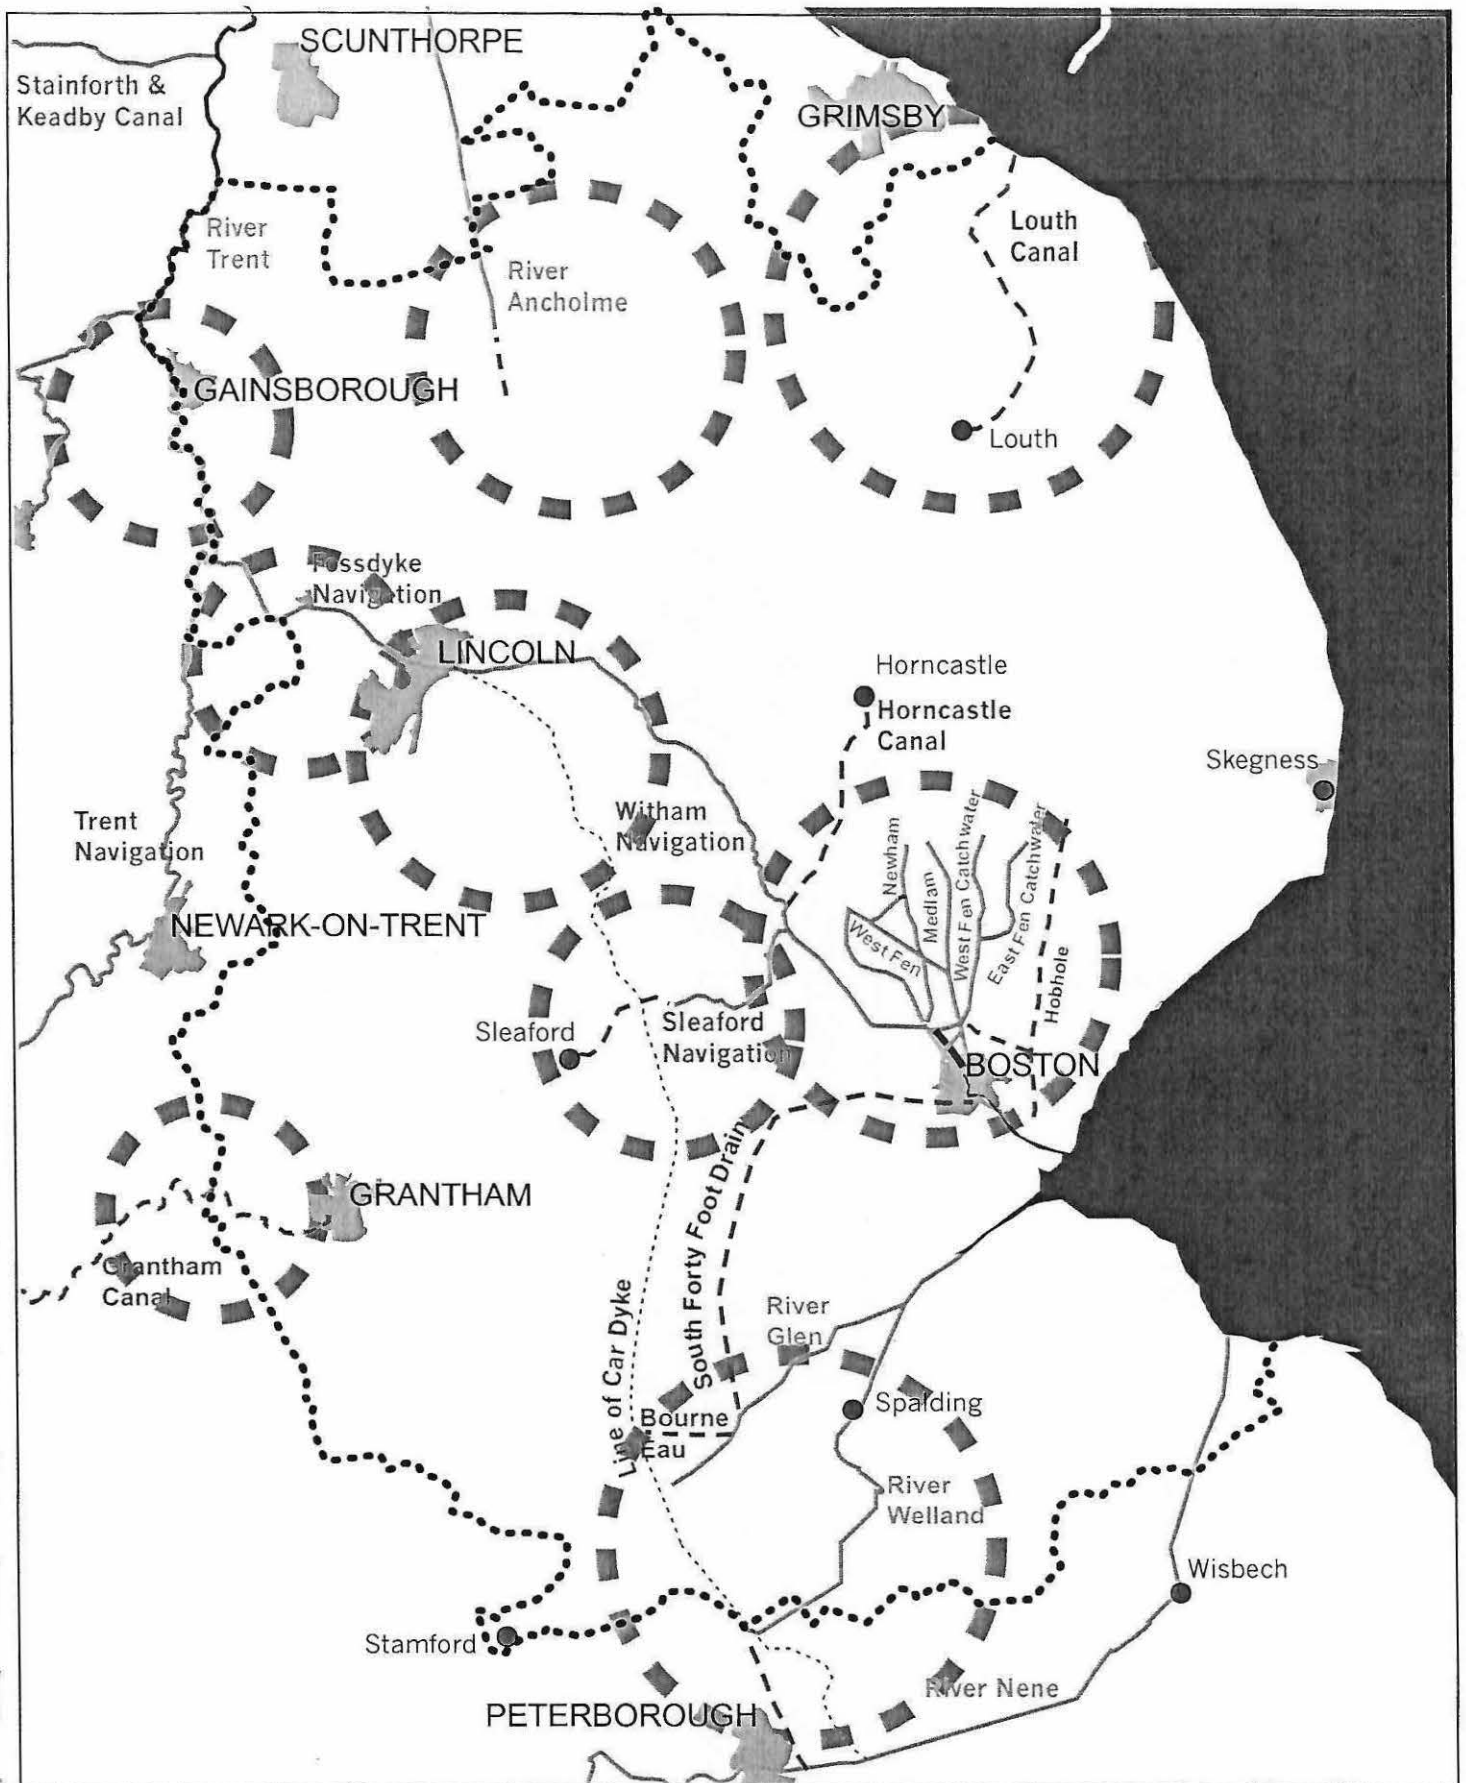 SCUNTHORPE
Stainforth &
Keadby Canal
GRIMSBY
River
Trent
Louth
Canal
River
Ancholme
GAINSBOROUGH
Louth
Fossdyke
Navigation
LINCOLN
Horncastle
Horncastle
Canal
Skegness
Trent
Navigation
Witham
Navigation
Newham
Medlam
West Fen Catchwater
East Fen Catchwater
West Fen
Hobhole
NEWARK-ON-TRENT
Sleaford
Sleaford
Navigation
BOSTON
South Forty Foot Drain
GRANTHAM
Grantham
Canal
Line of Car Dyke
River
Glen
Bourne
Eau
Spalding
River
Welland
Wisbech
Stamford
River Nene
PETERBOROUGH